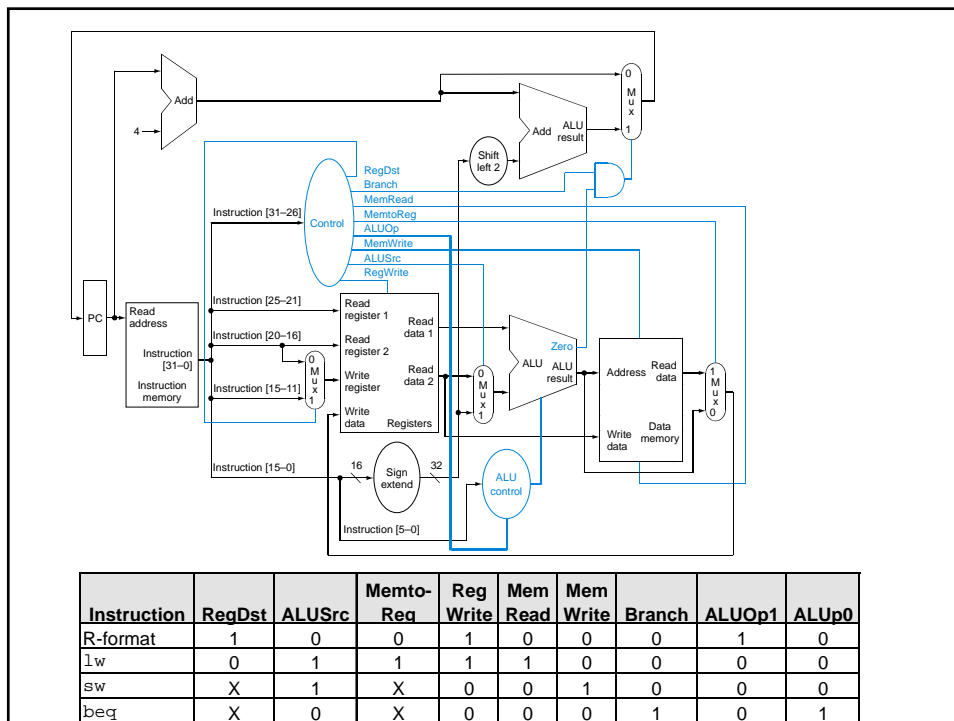 0
M
u
x
1
Add
4
Add ALU
result
Shift
left 2
RegDst
Branch
MemRead
MemtoReg
ALUOp
MemWrite
ALUSrc
RegWrite
Control
Instruction [31–26]
Instruction [25–21]
Instruction [20–16]
Instruction [15–11]
Instruction [15–0]
Instruction [5–0]
PC
Read
address
Instruction
[31–0]
Instruction
memory
0
M
u
x
1
Read
register 1
Read
register 2
Write
register
Write
data
Read
data 1
Read
data 2
Registers
0
M
u
x
1
Zero
ALU ALU
result
Address
Read
data
Write
data
Data
memory
1
M
u
x
0
16
Sign
extend
32
ALU
control
Instruction RegDst ALUSrc Memto-Reg Reg Write Mem Read Mem Write Branch ALUOp1 ALUp0
R-format 1 0 0 1 0 0 0 1 0
lw 0 1 1 1 1 0 0 0 0
sw X 1 X 0 0 1 0 0 0
beq X 0 X 0 0 0 1 0 1